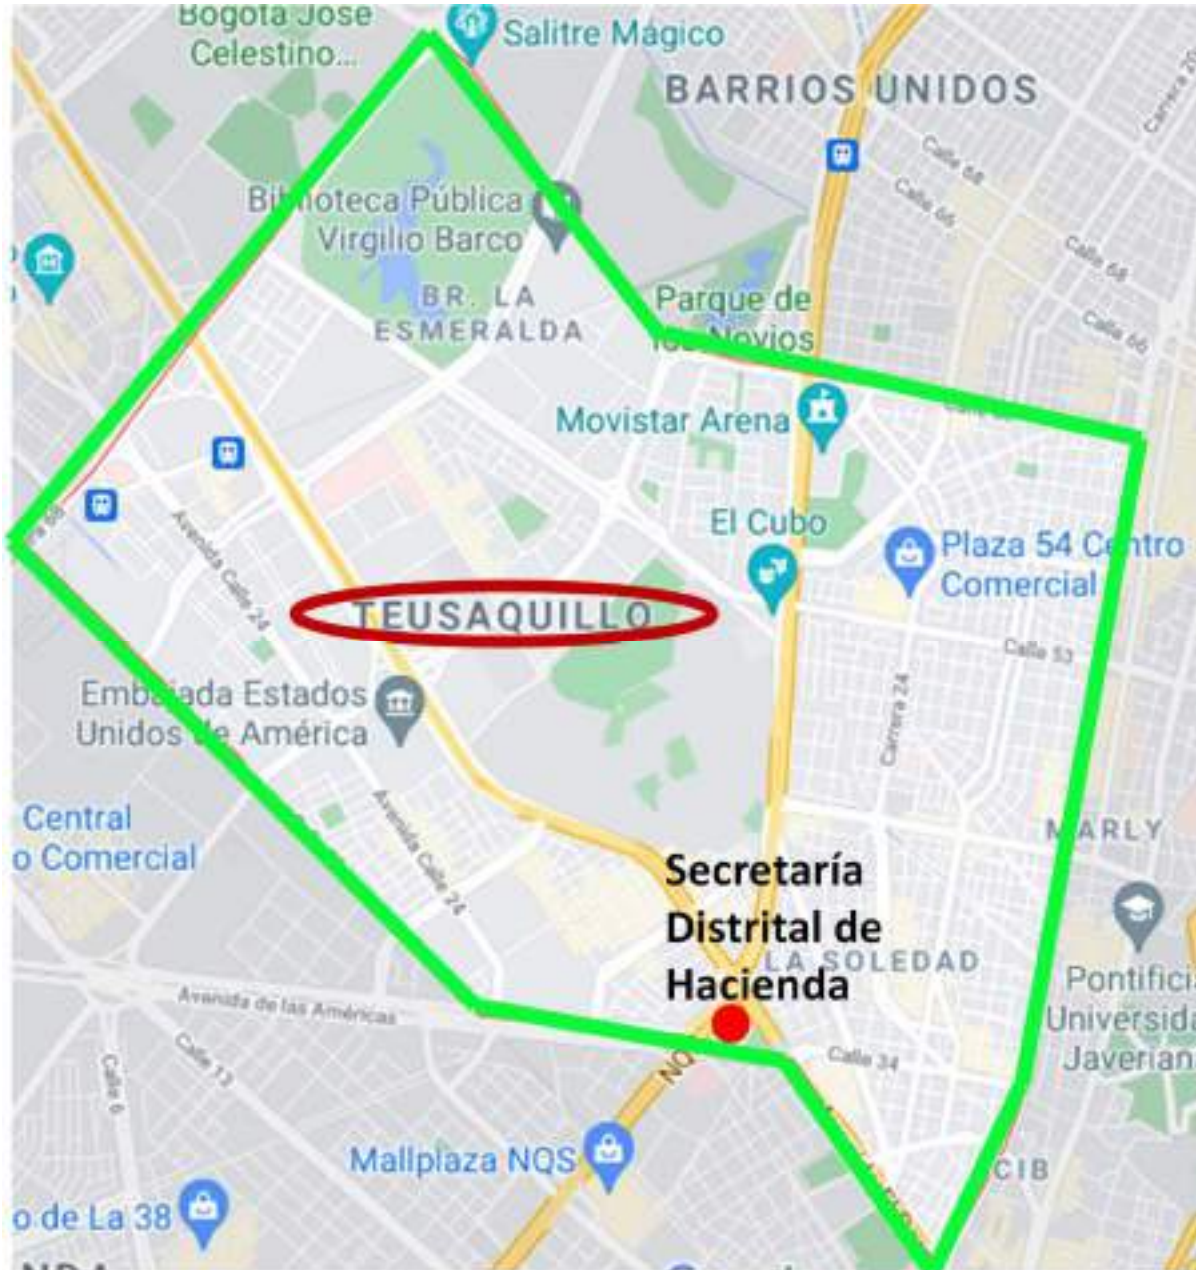 Bogotá José
Celestino...
Salitre Mágico
BARRIOS UNIDOS
Carrera 20
Calle 68
Calle 66
Calle 68
Calle 66
Biblioteca Pública
Virgilio Barco
BR. LA
ESMERALDA
Parque de
los Novios
Movistar Arena
El Cubo
Plaza 54 Centro
Comercial
Avenida Calle 24
TEUSAQUILLO
Calle 53
Carrera 24
Embajada Estados
Unidos de América
Avenida Calle 24
Central
o Comercial
MARLY
Secretaría
Distrital de
Hacienda
LA SOLEDAD
Pontificia
Universida
Javerian
Avenida de las Américas
Calle 13
Calle 6
NQ
Calle 34
Mallplaza NQS
CIB
o de La 38